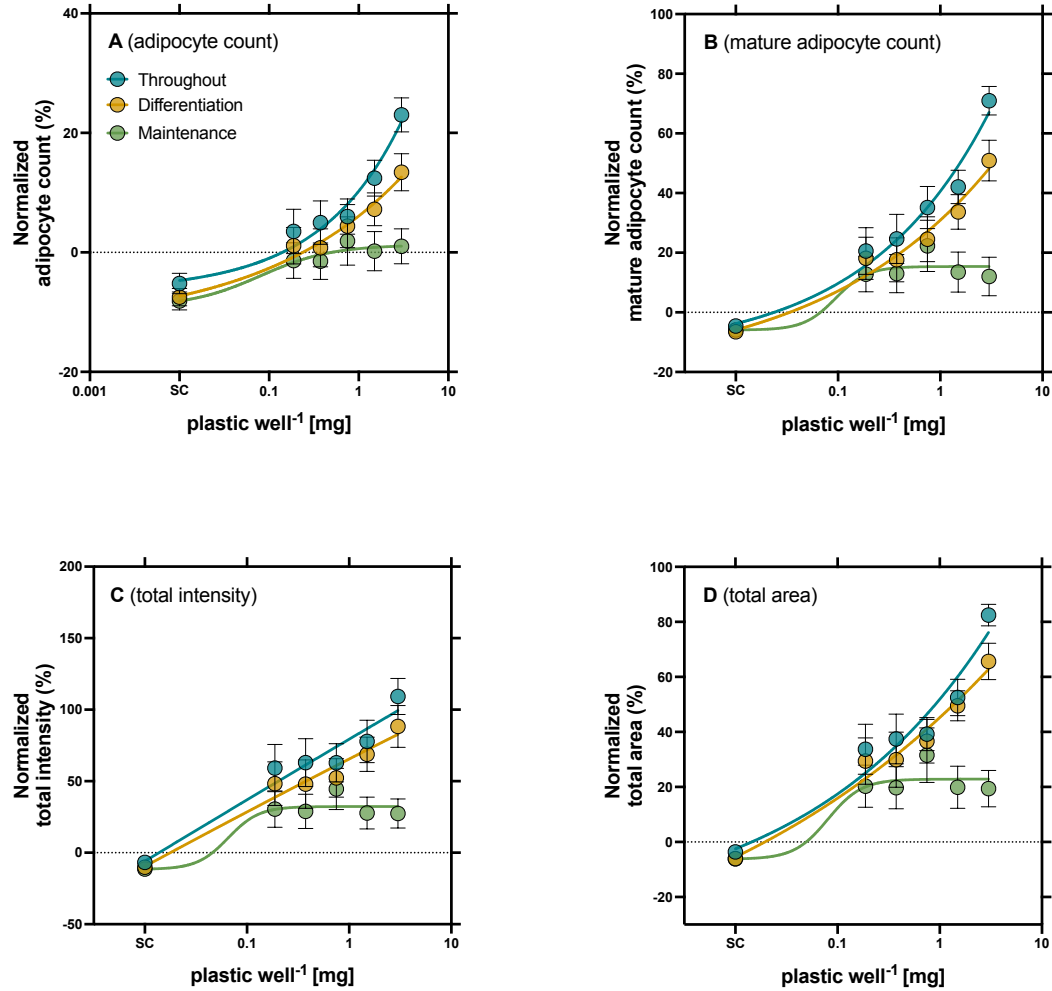 A (adipocyte count)
Throughout
Differentiation
Maintenance
Normalized
adipocyte count (%)
40
20
0
-20
0.001
SC
0.1
1
10
plastic well-1 [mg]
B (mature adipocyte count)
Normalized
mature adipocyte count (%)
100
80
60
40
20
0
-20
SC
0.1
1
10
plastic well-1 [mg]
C (total intensity)
Normalized
total intensity (%)
200
150
100
50
0
-50
SC
0.1
1
10
plastic well-1 [mg]
D (total area)
Normalized
total area (%)
100
80
60
40
20
0
-20
SC
0.1
1
10
plastic well-1 [mg]